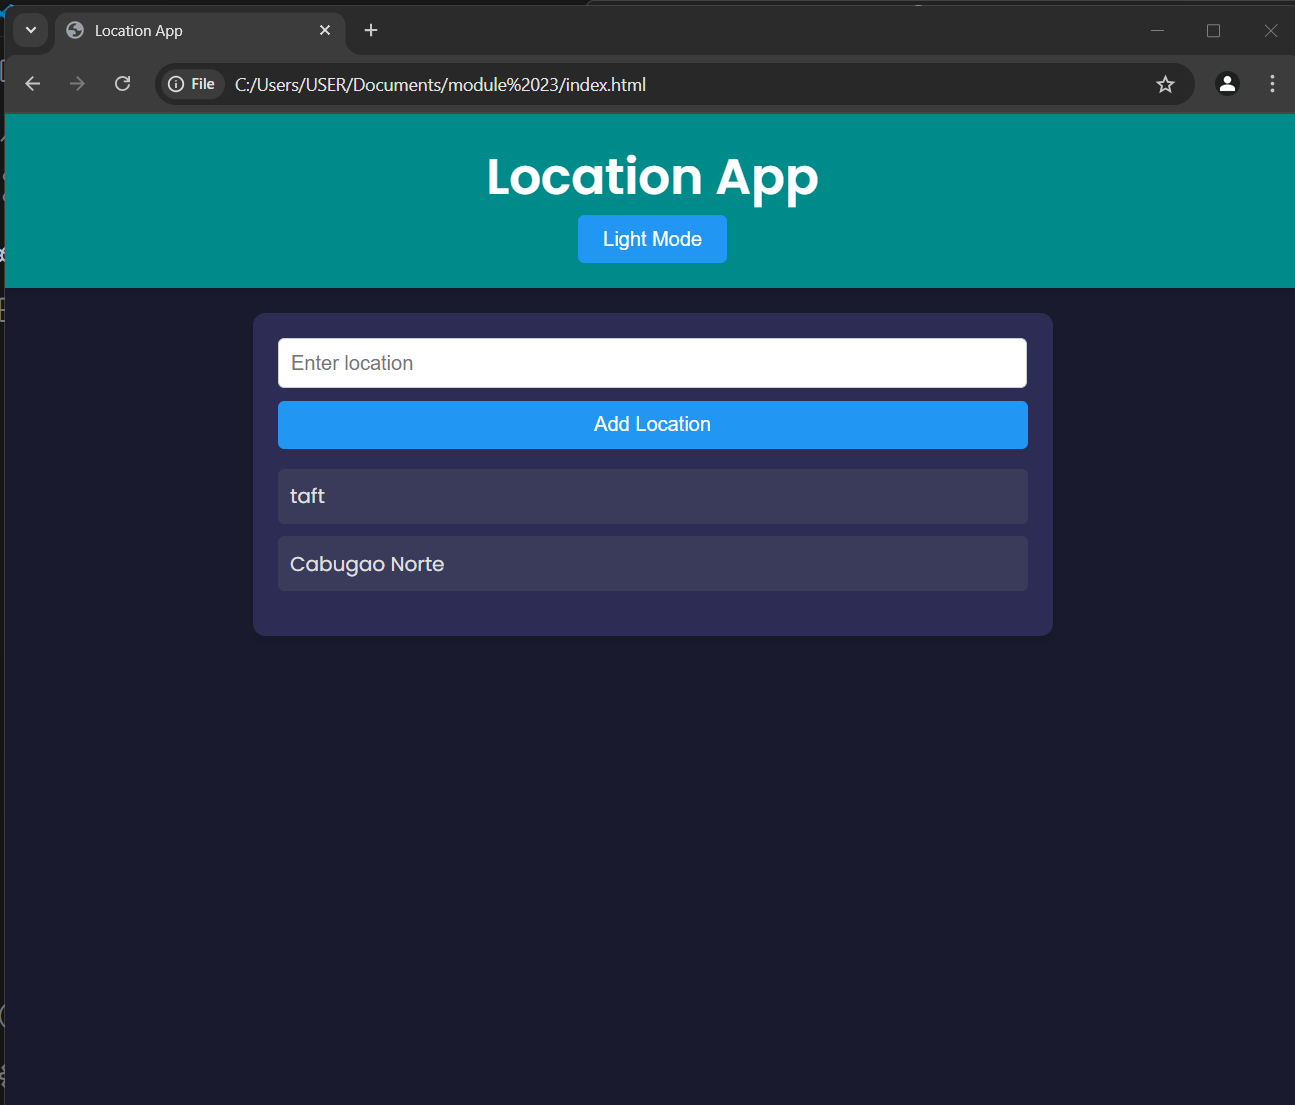 Location App
File
C:/Users/USER/Documents/module%2023/index.html
Location App
Light Mode
Enter location
Add Location
taft
Cabugao Norte